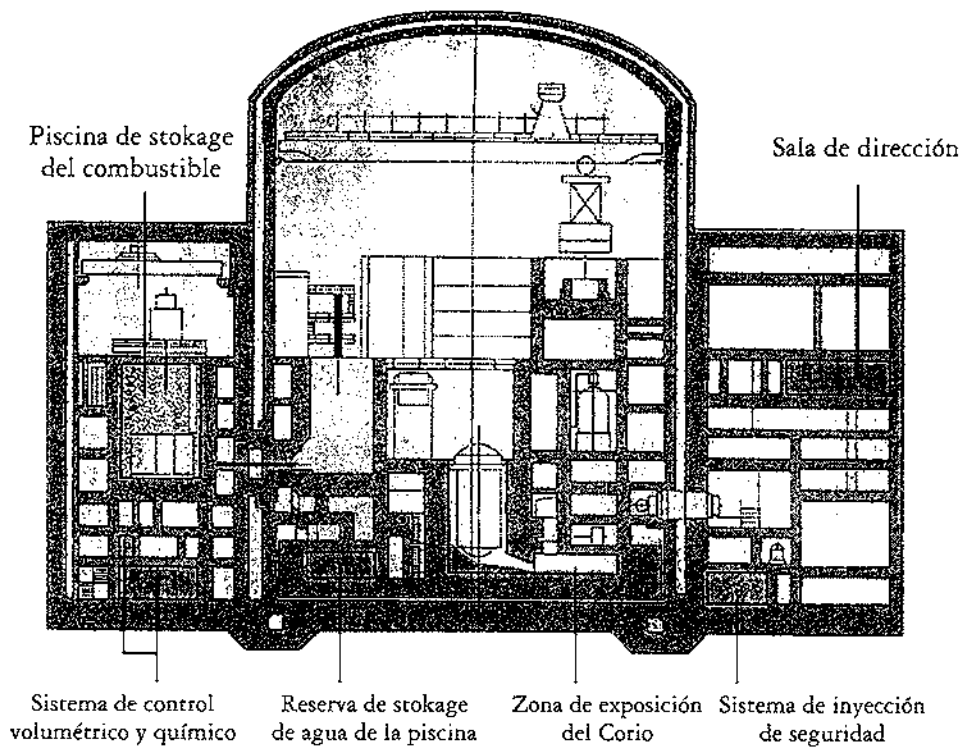 Piscina de stokage
del combustible
Sala de dirección
Sistema de control
volumétrico y químico
Reserva de stokage
de agua de la piscina
Zona de exposición
del Corio
Sistema de inyección
de seguridad